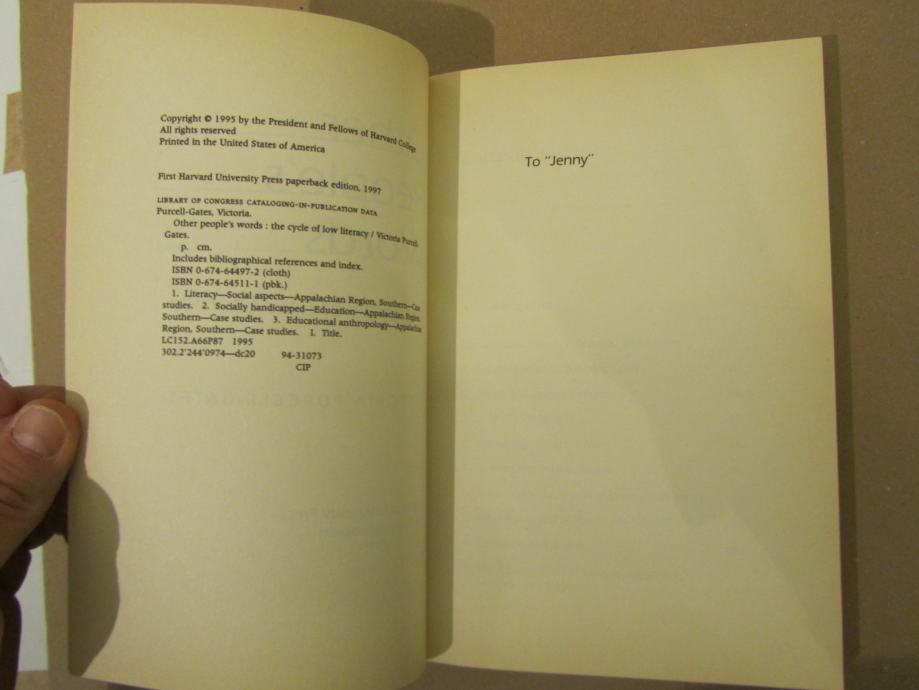 Copyright © 1995 by the President and Fellows of Harvard College
All rights reserved
Printed in the United States of America
First Harvard University Press paperback edition, 1997
LIBRARY OF CONGRESS CATALOGING-IN-PUBLICATION DATA
Purcell-Gates, Victoria.
Other people's words : the cycle of low literacy / Victoria Purcell-
Gates.
p. cm.
Includes bibliographical references and index.
ISBN 0-674-64497-2 (cloth)
ISBN 0-674-64511-1 (pbk.)
1. Literacy—Social aspects—Appalachian Region, Southern—Case
studies. 2. Socially handicapped—Education—Appalachian Region,
Southern—Case studies. 3. Educational anthropology—Appalachian
Region, Southern—Case studies. I. Title.
LC152.A66P87 1995
302.2'244'0974—dc20 94-31073
CIP
To "Jenny"